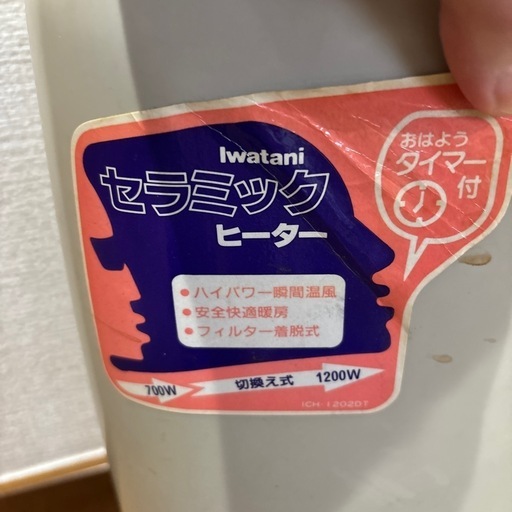 Iwatani
セラミック
ヒーター
おはよう
タイマー
付
● ハイパワー瞬間温風
● 安全快適暖房
● フィルター着脱式
700W 切換え式 1200W
ICH-1202DT